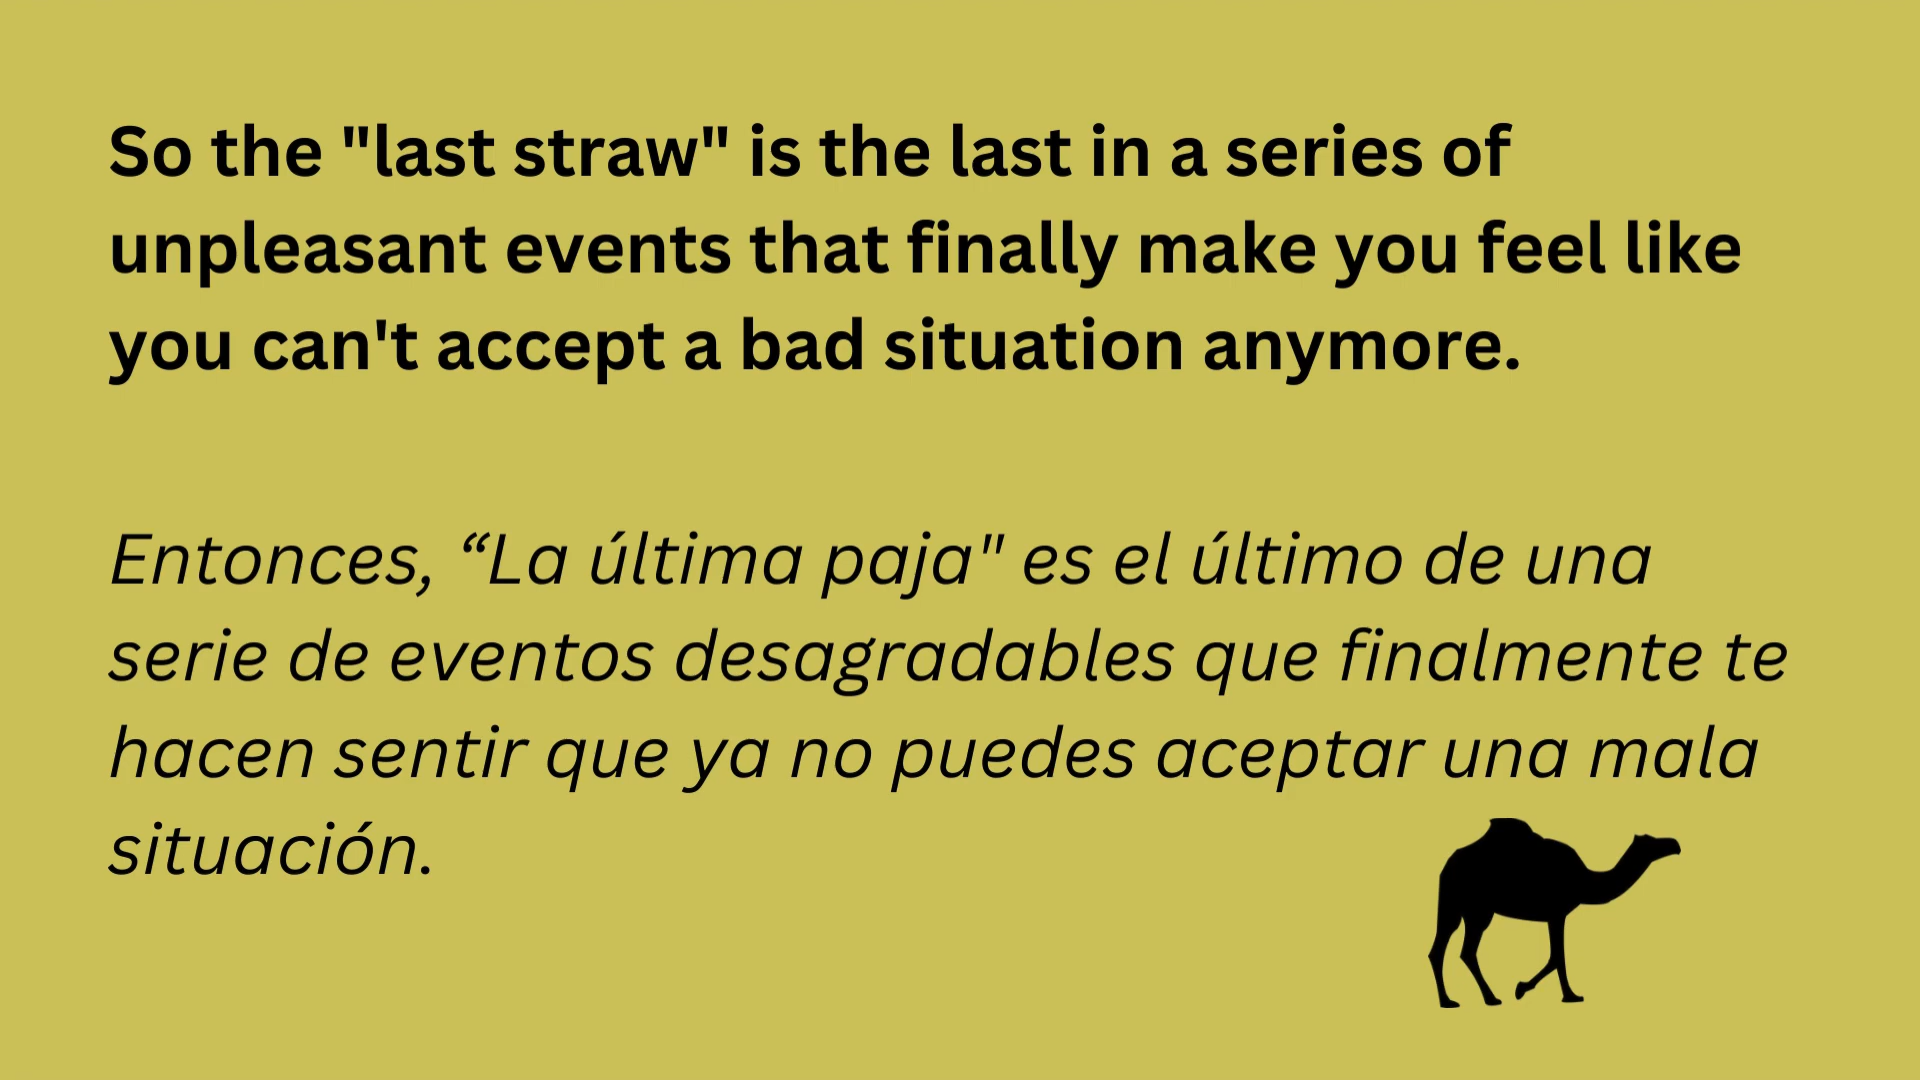 So the "last straw" is the last in a series of
unpleasant events that finally make you feel like
you can't accept a bad situation anymore.
Entonces, “La última paja" es el último de una
serie de eventos desagradables que finalmente te
hacen sentir que ya no puedes aceptar una mala
situación.